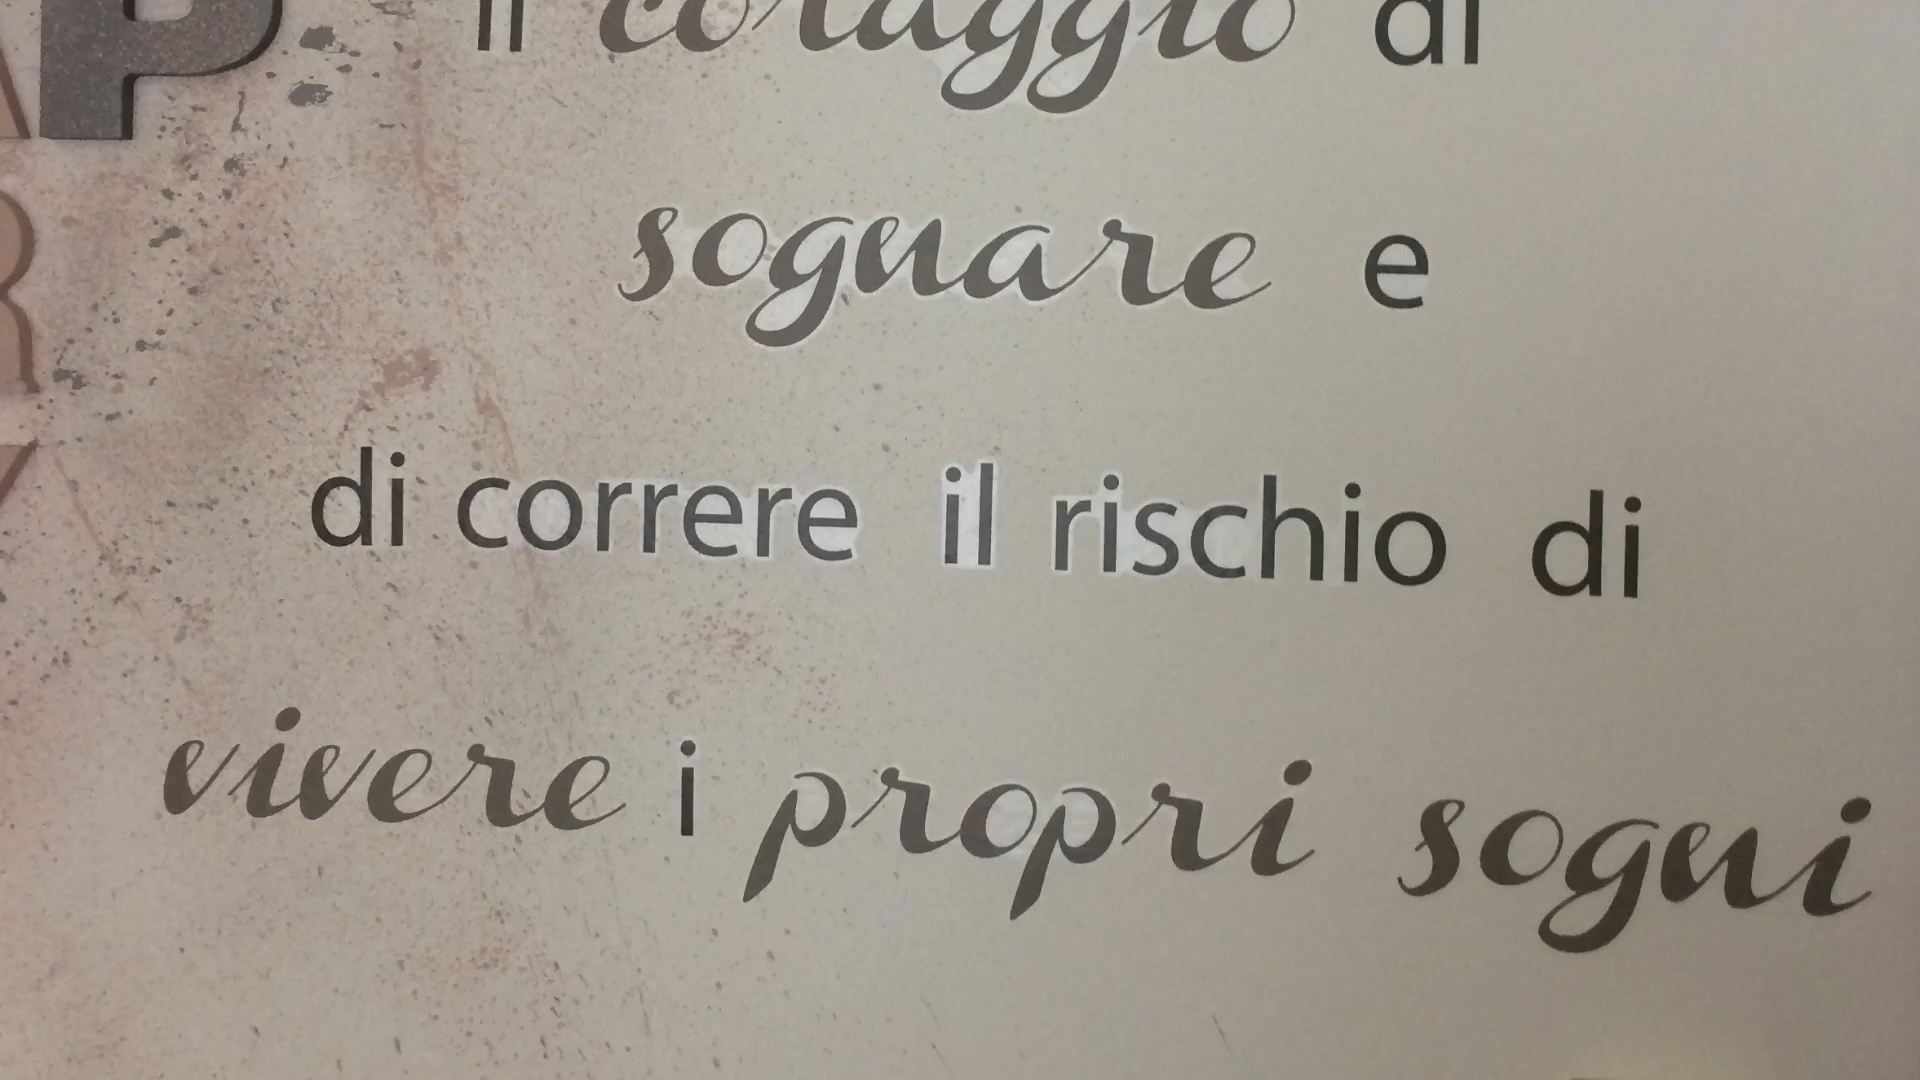 P
il coraggio di
sognare e
di correre il rischio di
vivere i propri sogni